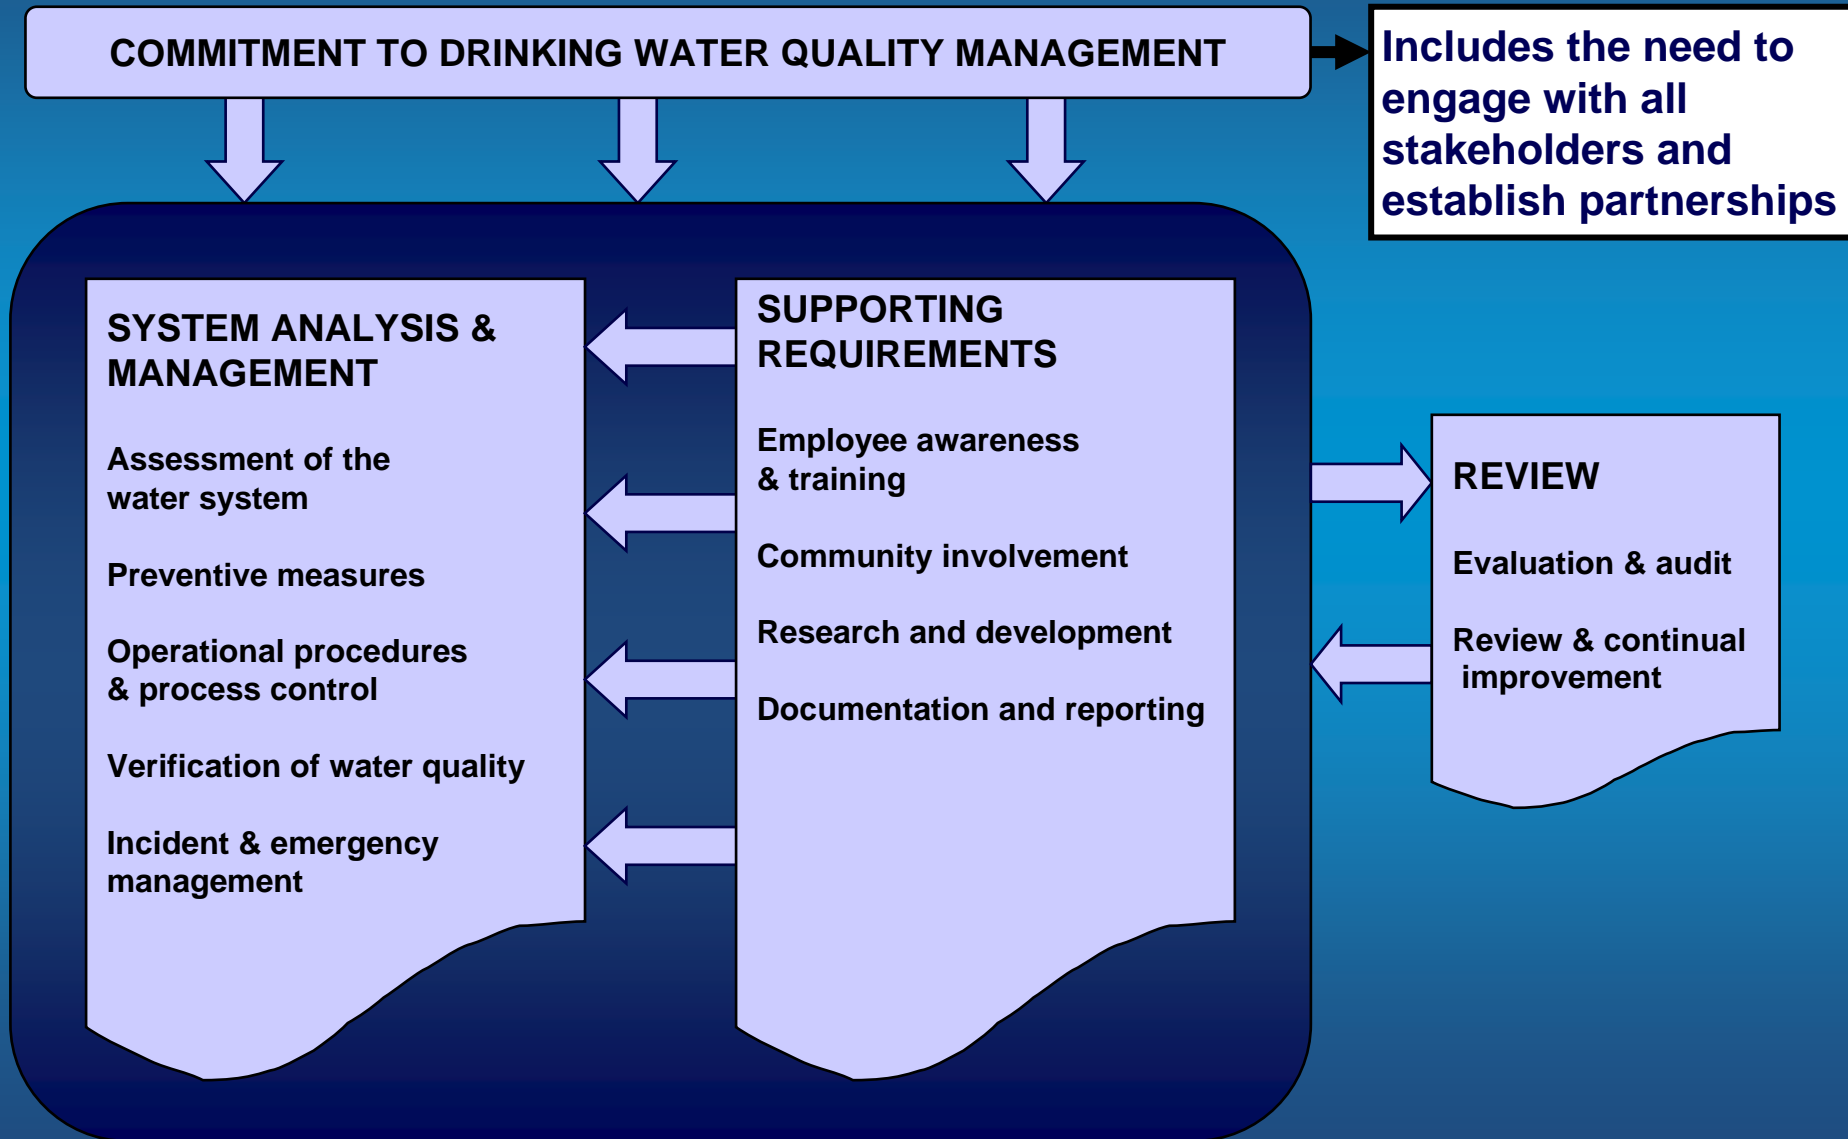 COMMITMENT TO DRINKING WATER QUALITY MANAGEMENT
Includes the need to
engage with all
stakeholders and
establish partnerships
SYSTEM ANALYSIS &
MANAGEMENT
Assessment of the
water system
Preventive measures
Operational procedures
& process control
Verification of water quality
Incident & emergency
management
SUPPORTING
REQUIREMENTS
Employee awareness
& training
Community involvement
Research and development
Documentation and reporting
REVIEW
Evaluation & audit
Review & continual
improvement